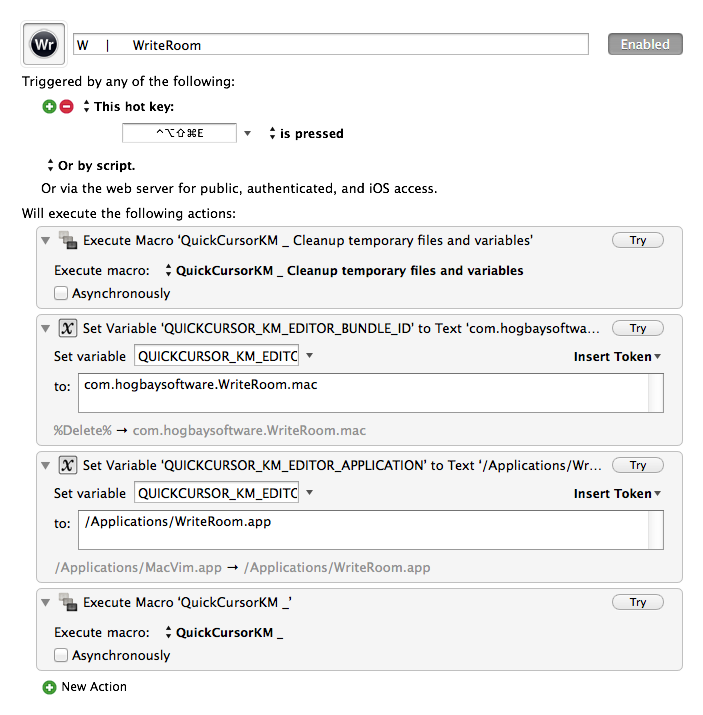 Wr
W | WriteRoom
Enabled
Triggered by any of the following:
This hot key:
^⌥⇧⌘E
is pressed
Or by script.
Or via the web server for public, authenticated, and iOS access.
Will execute the following actions:
Execute Macro ‘QuickCursorKM _ Cleanup temporary files and variables’ Try
Execute macro: QuickCursorKM _ Cleanup temporary files and variables
Asynchronously
Set Variable ‘QUICKCURSOR_KM_EDITOR_BUNDLE_ID’ to Text ‘com.hogbaysoftwa... Try
Set variable QUICKCURSOR_KM_EDITC Insert Token
to: com.hogbaysoftware.WriteRoom.mac
%Delete% → com.hogbaysoftware.WriteRoom.mac
Set Variable ‘QUICKCURSOR_KM_EDITOR_APPLICATION’ to Text ‘/Applications/Wr... Try
Set variable QUICKCURSOR_KM_EDITC Insert Token
to: /Applications/WriteRoom.app
/Applications/MacVim.app → /Applications/WriteRoom.app
Execute Macro ‘QuickCursorKM _’ Try
Execute macro: QuickCursorKM _
Asynchronously
New Action